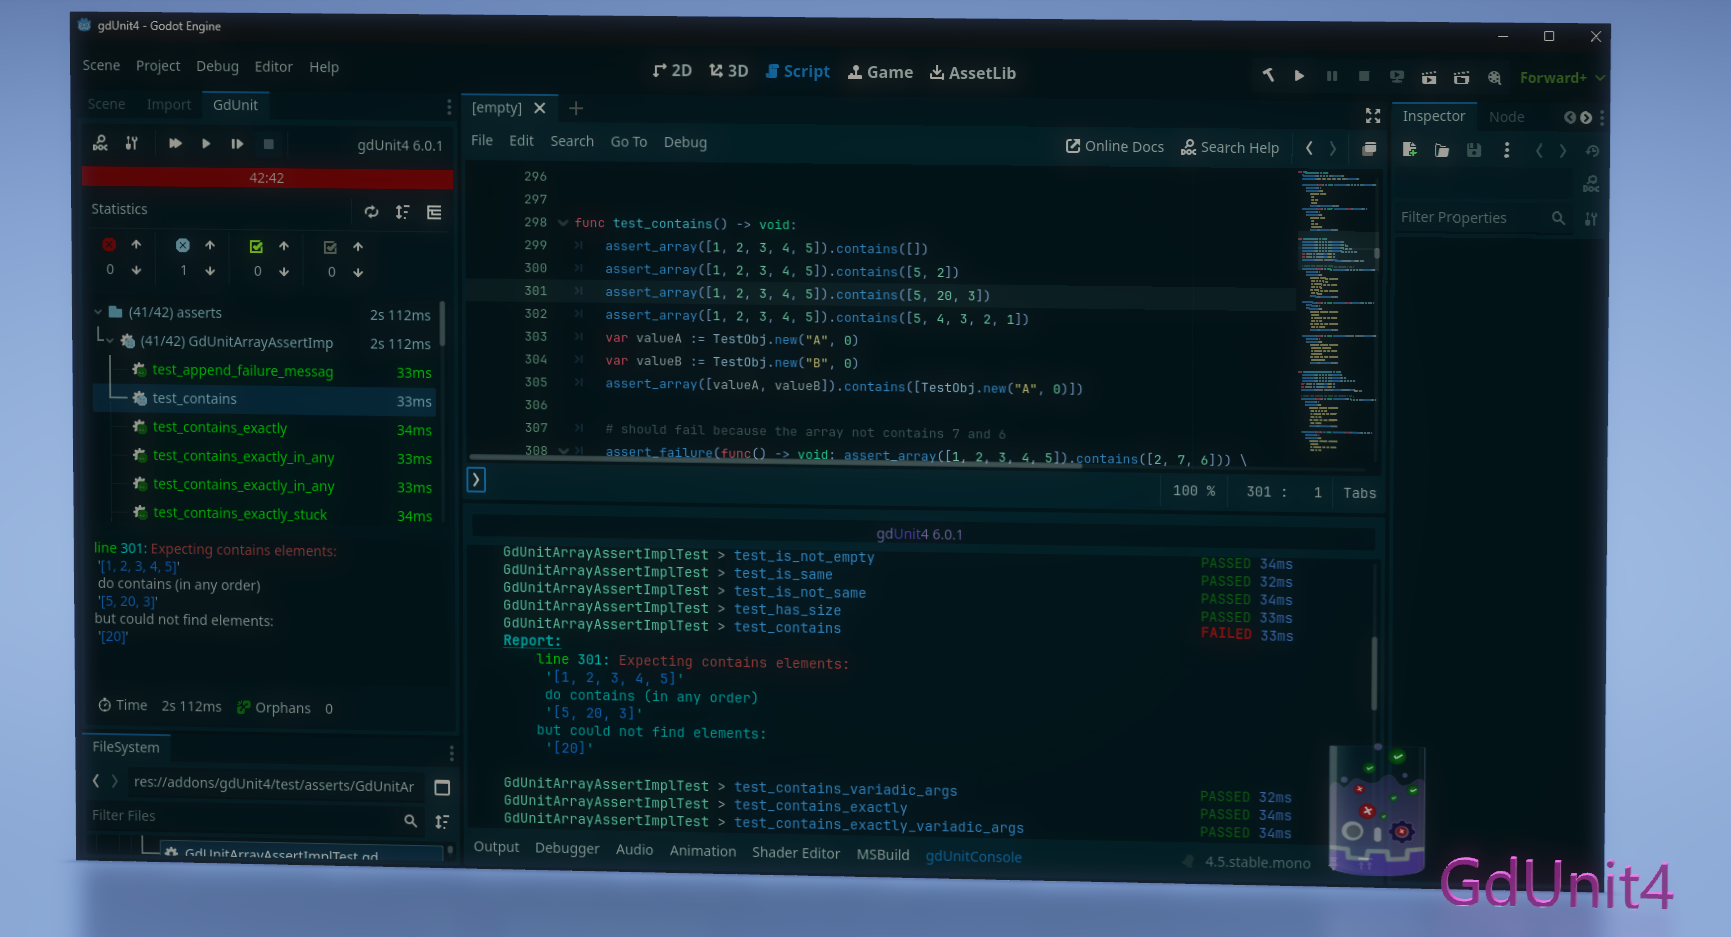 gdUnit4 - Godot Engine
Scene Project Debug Editor Help
2D 3D Script Game AssetLib
Forward+
Scene Import GdUnit
gdUnit4 6.0.1
42:42
Statistics
0 1 0 0
(41/42) asserts 2s 112ms
(41/42) GdUnitArrayAssertImp 2s 112ms
test_append_failure_messag 33ms
test_contains 33ms
test_contains_exactly 34ms
test_contains_exactly_in_any 33ms
test_contains_exactly_in_any 33ms
test_contains_exactly_stuck 34ms
line 301: Expecting contains elements:
'[1, 2, 3, 4, 5]'
do contains (in any order)
'[5, 20, 3]'
but could not find elements:
'[20]'
Time 2s 112ms Orphans 0
FileSystem
res://addons/gdUnit4/test/asserts/GdUnitAr
Filter Files
GdUnitArrayAssertImplTest.gd
[empty]
File Edit Search Go To Debug
Online Docs Search Help
296
297
298 func test_contains() -> void:
299 assert_array([1, 2, 3, 4, 5]).contains([])
300 assert_array([1, 2, 3, 4, 5]).contains([5, 2])
301 assert_array([1, 2, 3, 4, 5]).contains([5, 20, 3])
302 assert_array([1, 2, 3, 4, 5]).contains([5, 4, 3, 2, 1])
303 var valueA := TestObj.new("A", 0)
304 var valueB := TestObj.new("B", 0)
305 assert_array([valueA, valueB]).contains([TestObj.new("A", 0)])
306
307 # should fail because the array not contains 7 and 6
308 assert_failure(func() -> void: assert_array([1, 2, 3, 4, 5]).contains([2, 7, 6])) \
100 % 301 : 1 Tabs
gdUnit4 6.0.1
GdUnitArrayAssertImplTest > test_is_not_empty PASSED 34ms
GdUnitArrayAssertImplTest > test_is_same PASSED 32ms
GdUnitArrayAssertImplTest > test_is_not_same PASSED 34ms
GdUnitArrayAssertImplTest > test_has_size PASSED 33ms
GdUnitArrayAssertImplTest > test_contains FAILED 33ms
Report:
line 301: Expecting contains elements:
'[1, 2, 3, 4, 5]'
do contains (in any order)
'[5, 20, 3]'
but could not find elements:
'[20]'
GdUnitArrayAssertImplTest > test_contains_variadic_args PASSED 32ms
GdUnitArrayAssertImplTest > test_contains_exactly PASSED 34ms
GdUnitArrayAssertImplTest > test_contains_exactly_variadic_args PASSED 34ms
Output Debugger Audio Animation Shader Editor MSBuild gdUnitConsole
4.5.stable.mono
Inspector Node
DOC
Filter Properties
GdUnit4